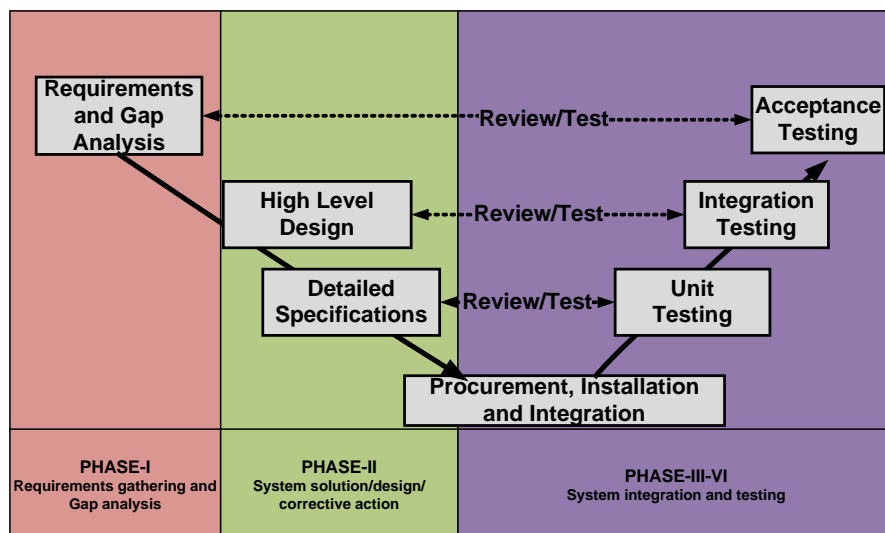 Requirements
and Gap
Analysis
Review/Test
Acceptance
Testing
High Level
Design
Review/Test
Integration
Testing
Detailed
Specifications
Review/Test
Unit
Testing
Procurement, Installation
and Integration
PHASE-I
Requirements gathering and
Gap analysis
PHASE-II
System solution/design/
corrective action
PHASE-III-VI
System integration and testing